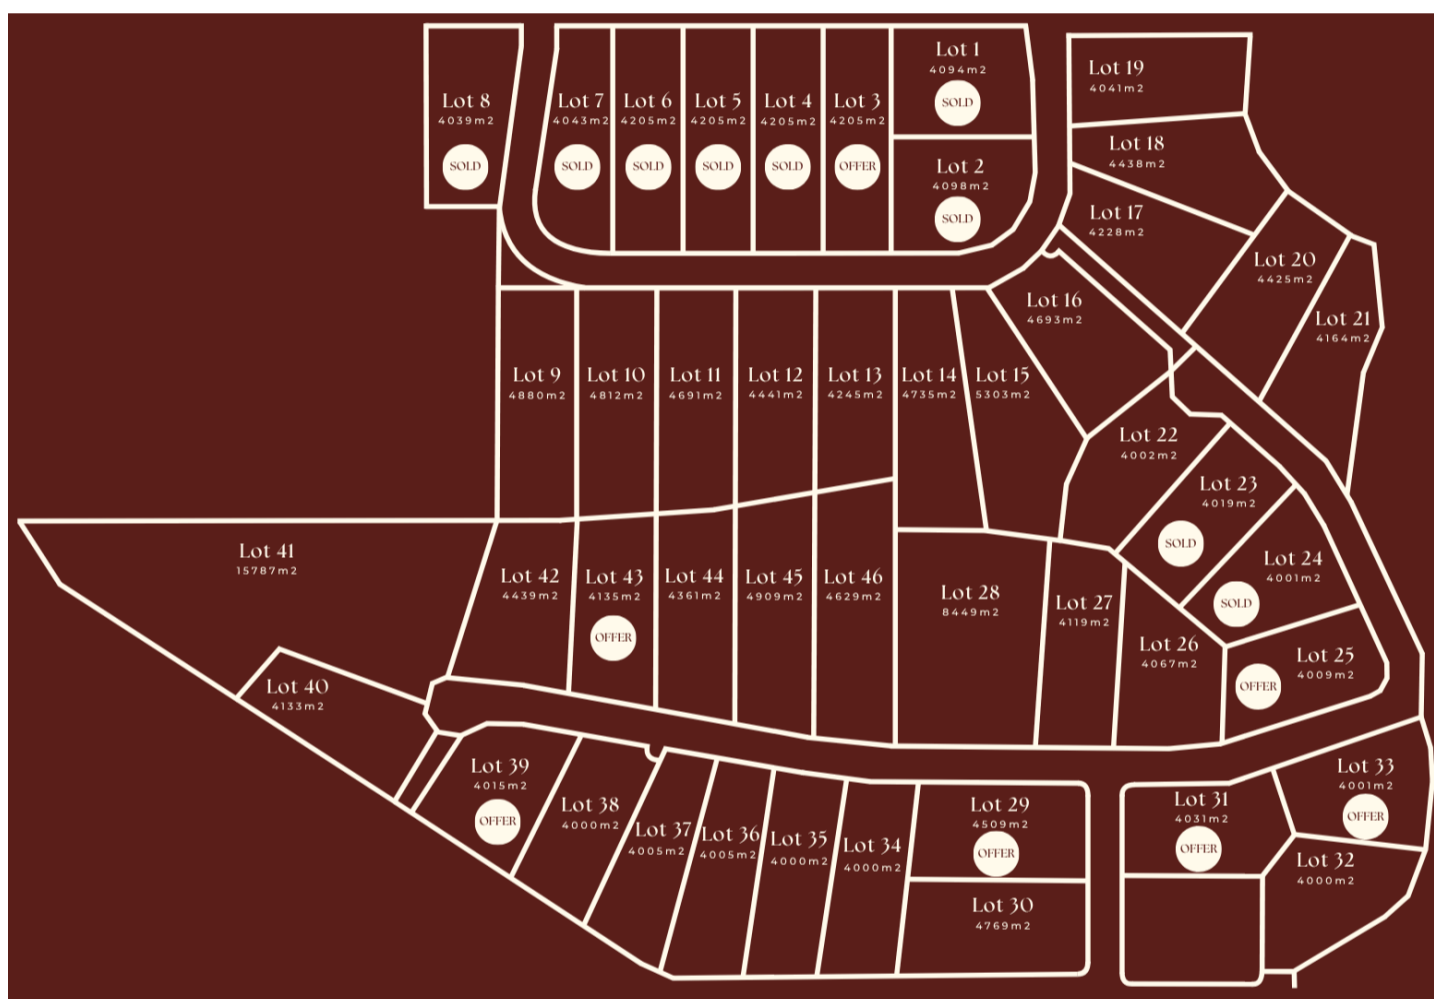 Lot 8
4039m2
SOLD
Lot 7
4043m2
SOLD
Lot 6
4205m2
SOLD
Lot 5
4205m2
SOLD
Lot 4
4205m2
SOLD
Lot 3
4205m2
OFFER
Lot 1
4094m2
SOLD
Lot 2
4098m2
SOLD
Lot 19
4041m2
Lot 18
4438m2
Lot 17
4228m2
Lot 20
4425m2
Lot 21
4164m2
Lot 16
4693m2
Lot 9
4880m2
Lot 10
4812m2
Lot 11
4691m2
Lot 12
4441m2
Lot 13
4245m2
Lot 14
4735m2
Lot 15
5303m2
Lot 22
4002m2
Lot 23
4019m2
SOLD
Lot 24
4001m2
SOLD
Lot 25
4009m2
OFFER
Lot 41
15787m2
Lot 42
4439m2
Lot 43
4135m2
OFFER
Lot 44
4361m2
Lot 45
4909m2
Lot 46
4629m2
Lot 28
8449m2
Lot 27
4119m2
Lot 26
4067m2
Lot 40
4133m2
Lot 39
4015m2
OFFER
Lot 38
4000m2
Lot 37
4005m2
Lot 36
4005m2
Lot 35
4000m2
Lot 34
4000m2
Lot 29
4509m2
OFFER
Lot 30
4769m2
Lot 31
4031m2
OFFER
Lot 33
4001m2
OFFER
Lot 32
4000m2